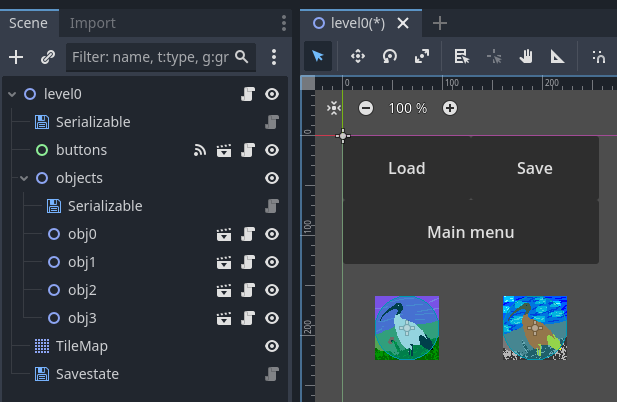 Scene
Import
Filter: name, t:type, g:gr
level0
Serializable
buttons
objects
Serializable
obj0
obj1
obj2
obj3
TileMap
Savestate
level0(*)
0
100
200
100 %
0
100
200
Load
Save
Main menu